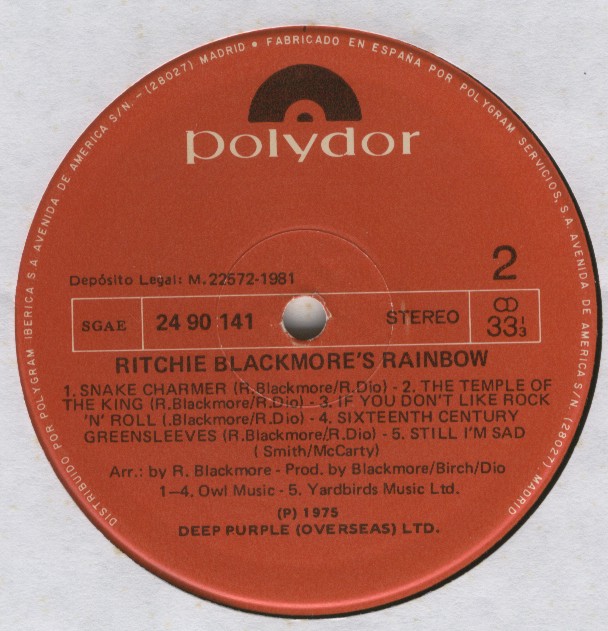 DISTRIBUIDO POR POLYGRAM IBERICA S.A. AVENIDA DE AMERICA S/N. - (28027) MADRID • FABRICADO EN ESPAÑA POR POLYGRAM SERVICIOS, S.A. AVENIDA DE AMERICA S/N. (28027) MADRID
polydor
Depósito Legal: M. 22572-1981
2
SGAE 24 90 141 STEREO 33 1/3
RITCHIE BLACKMORE'S RAINBOW
1. SNAKE CHARMER (R.Blackmore/R.Dio) - 2. THE TEMPLE OF
THE KING (R.Blackmore/R.Dio) - 3. IF YOU DON'T LIKE ROCK
'N' ROLL (.Blackmore/R.Dio) - 4. SIXTEENTH CENTURY
GREENSLEEVES (R.Blackmore/R.Dio) - 5. STILL I'M SAD
( Smith/McCarty)
Arr.: by R. Blackmore - Prod. by Blackmore/Birch/Dio
1—4. Owl Music - 5. Yardbirds Music Ltd.
(P) 1975
DEEP PURPLE (OVERSEAS) LTD.